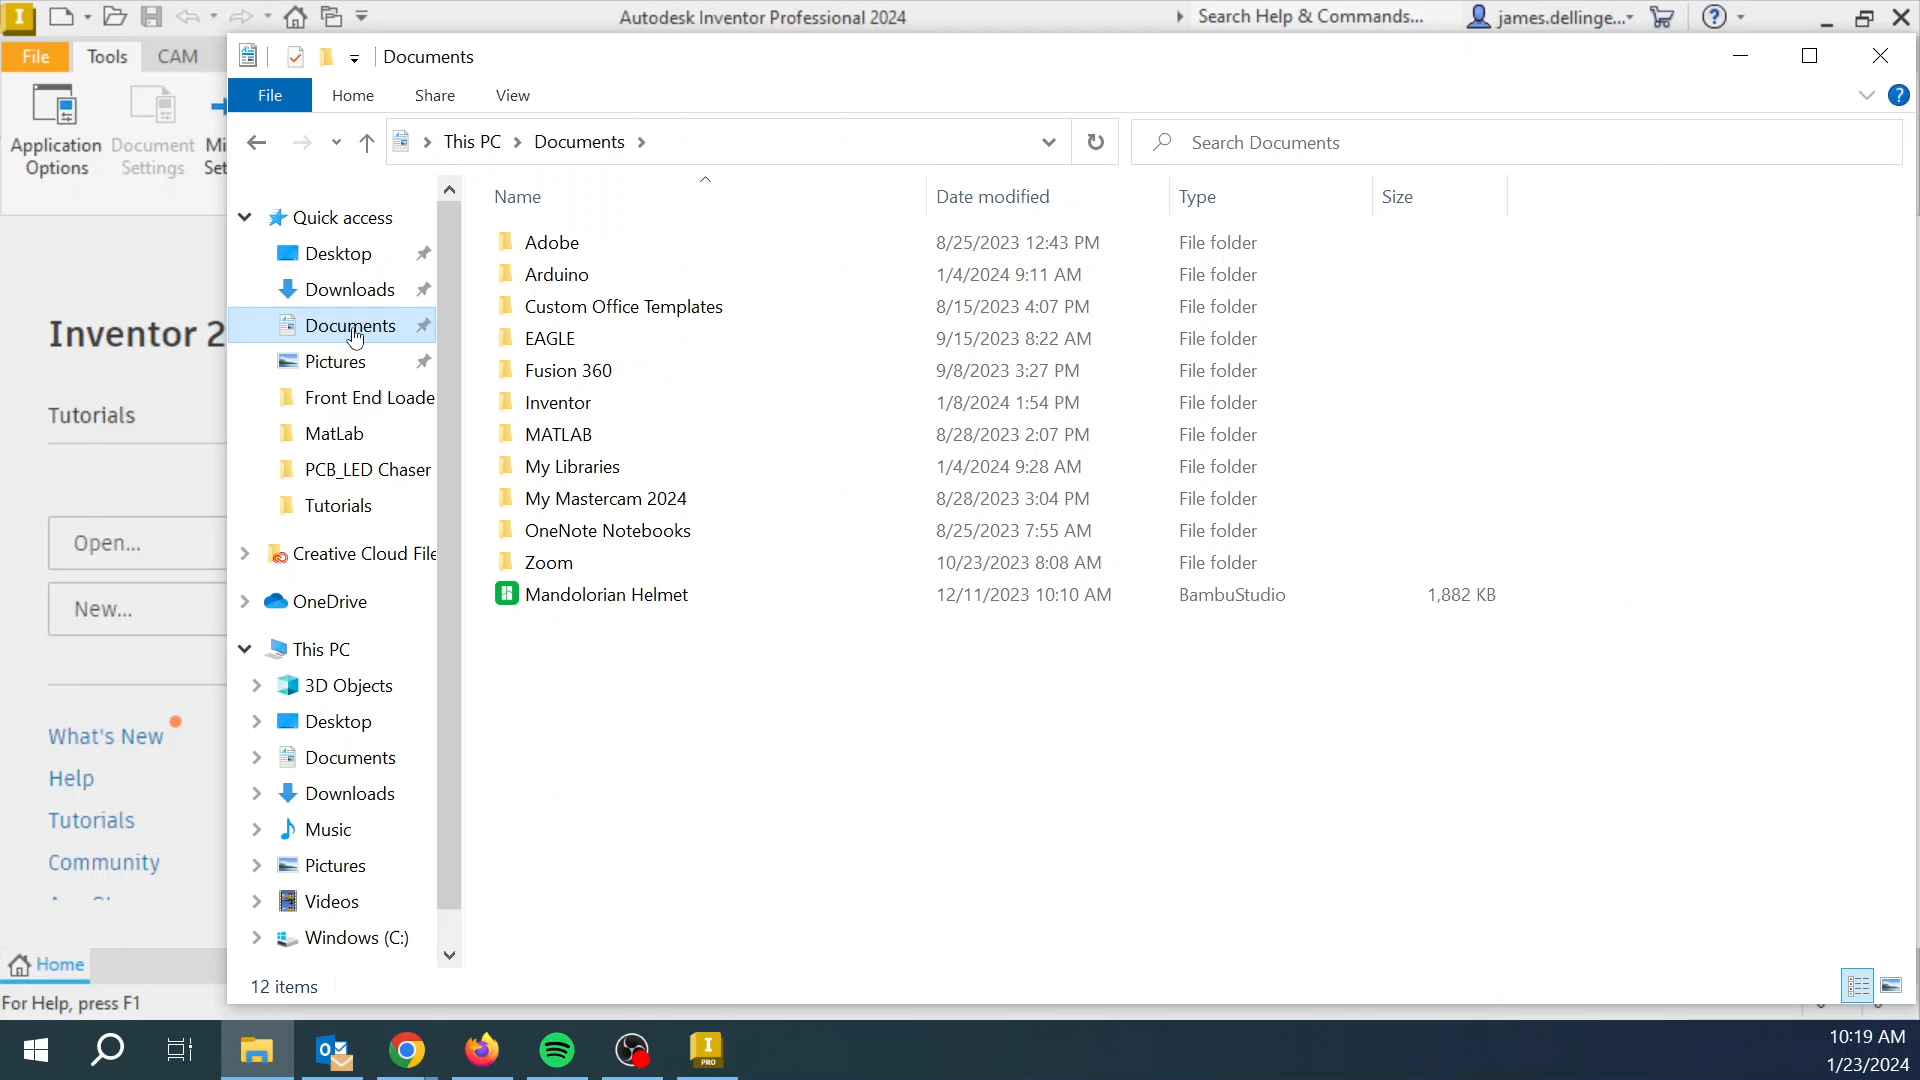 Autodesk Inventor Professional 2024
Search Help & Commands...
james.dellinge...
File
Tools
CAM
Application
Options
Document
Settings
Mi
Set
Documents
File
Home
Share
View
This PC
Documents
Search Documents
Name
Date modified
Type
Size
Quick access
Desktop
Downloads
Documents
Pictures
Front End Loade
MatLab
PCB_LED Chaser
Tutorials
Creative Cloud File
OneDrive
This PC
3D Objects
Desktop
Documents
Downloads
Music
Pictures
Videos
Windows (C:)
Adobe 8/25/2023 12:43 PM File folder
Arduino 1/4/2024 9:11 AM File folder
Custom Office Templates 8/15/2023 4:07 PM File folder
EAGLE 9/15/2023 8:22 AM File folder
Fusion 360 9/8/2023 3:27 PM File folder
Inventor 1/8/2024 1:54 PM File folder
MATLAB 8/28/2023 2:07 PM File folder
My Libraries 1/4/2024 9:28 AM File folder
My Mastercam 2024 8/28/2023 3:04 PM File folder
OneNote Notebooks 8/25/2023 7:55 AM File folder
Zoom 10/23/2023 8:08 AM File folder
Mandolorian Helmet 12/11/2023 10:10 AM BambuStudio 1,882 KB
12 items
Inventor 2
Tutorials
Open...
New...
What's New
Help
Tutorials
Community
Home
For Help, press F1
PRO
10:19 AM
1/23/2024